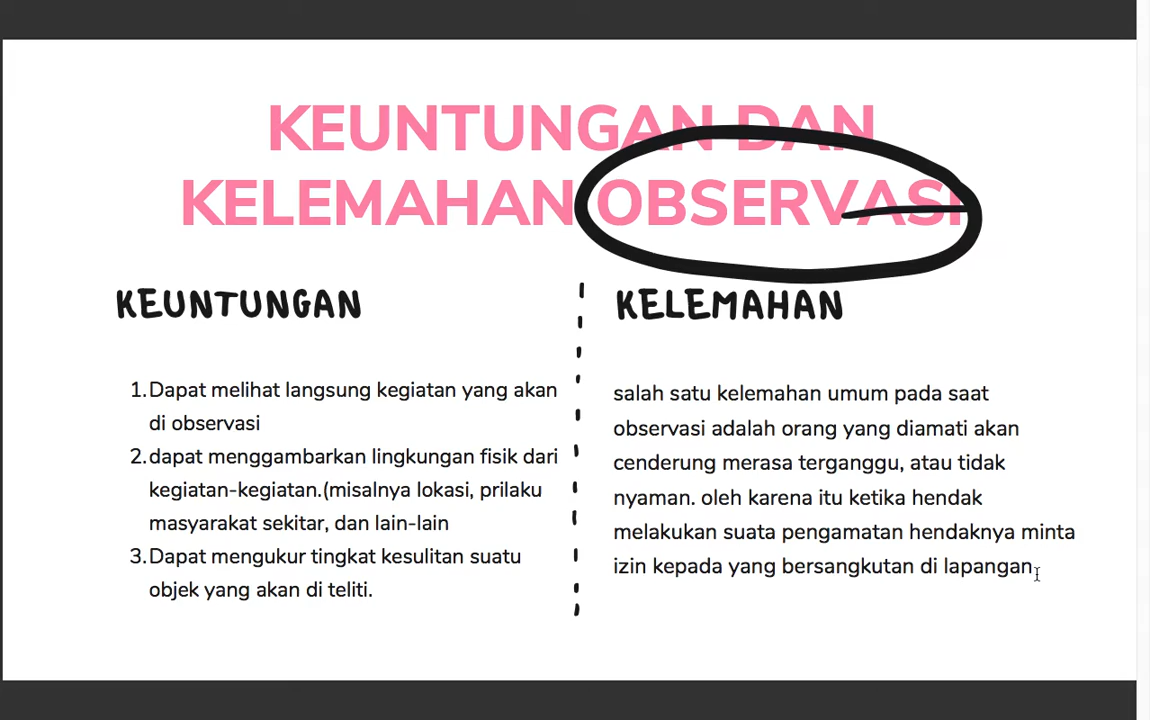 KEUNTUNGAN DAN
KELEMAHAN OBSERVASI
KEUNTUNGAN
1. Dapat melihat langsung kegiatan yang akan
di observasi
2. dapat menggambarkan lingkungan fisik dari
kegiatan-kegiatan.(misalnya lokasi, prilaku
masyarakat sekitar, dan lain-lain
3. Dapat mengukur tingkat kesulitan suatu
objek yang akan di teliti.
KELEMAHAN
salah satu kelemahan umum pada saat
observasi adalah orang yang diamati akan
cenderung merasa terganggu, atau tidak
nyaman. oleh karena itu ketika hendak
melakukan suata pengamatan hendaknya minta
izin kepada yang bersangkutan di lapangan